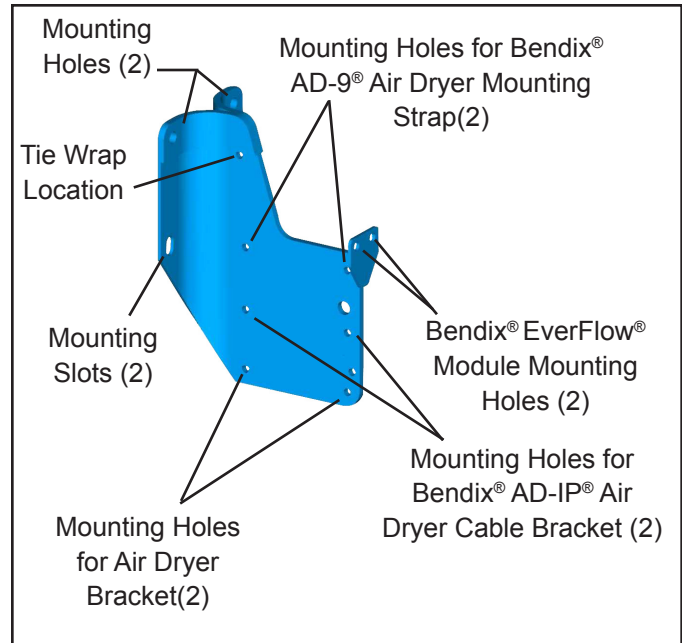 Mounting
Holes (2)
Mounting Holes for Bendix®
AD-9® Air Dryer Mounting
Strap(2)
Tie Wrap
Location
Mounting
Slots (2)
Bendix® EverFlow®
Module Mounting
Holes (2)
Mounting Holes for
Bendix® AD-IP® Air
Dryer Cable Bracket (2)
Mounting Holes
for Air Dryer
Bracket(2)